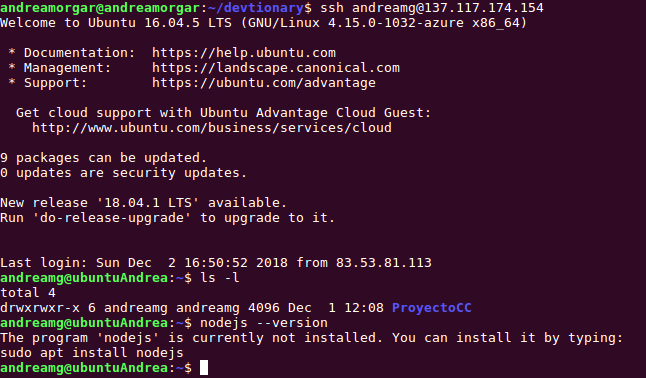 andreamorgar@andreamorgar:~/devtionary$ ssh andreamg@137.117.174.154
Welcome to Ubuntu 16.04.5 LTS (GNU/Linux 4.15.0-1032-azure x86_64)
* Documentation:  https://help.ubuntu.com
* Management:     https://landscape.canonical.com
* Support:        https://ubuntu.com/advantage
Get cloud support with Ubuntu Advantage Cloud Guest:
http://www.ubuntu.com/business/services/cloud
9 packages can be updated.
0 updates are security updates.
New release '18.04.1 LTS' available.
Run 'do-release-upgrade' to upgrade to it.
Last login: Sun Dec  2 16:50:52 2018 from 83.53.81.113
andreamg@ubuntuAndrea:~$ ls -l
total 4
drwxrwxr-x 6 andreamg andreamg 4096 Dec  1 12:08 ProyectoCC
andreamg@ubuntuAndrea:~$ nodejs --version
The program 'nodejs' is currently not installed. You can install it by typing:
sudo apt install nodejs
andreamg@ubuntuAndrea:~$